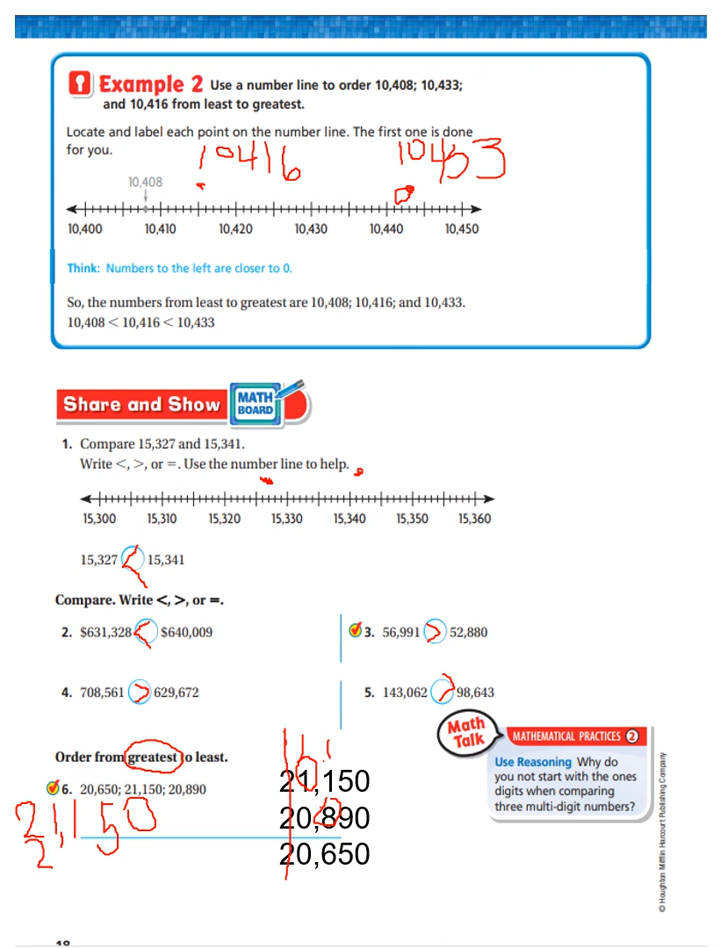 Example 2 Use a number line to order 10,408; 10,433;
and 10,416 from least to greatest.
Locate and label each point on the number line. The first one is done
for you.
10416 10453
10,408
10,400 10,410 10,420 10,430 10,440 10,450
Think: Numbers to the left are closer to 0.
So, the numbers from least to greatest are 10,408; 10,416; and 10,433.
10,408 < 10,416 < 10,433
Share and Show MATH BOARD
1. Compare 15,327 and 15,341.
Write <, >, or =. Use the number line to help.
15,300 15,310 15,320 15,330 15,340 15,350 15,360
15,327 < 15,341
Compare. Write <, >, or =.
2. $631,328 < $640,009
3. 56,991 > 52,880
4. 708,561 > 629,672
5. 143,062 > 98,643
Math Talk
MATHEMATICAL PRACTICES 2
Use Reasoning Why do
you not start with the ones
digits when comparing
three multi-digit numbers?
Order from greatest to least.
6. 20,650; 21,150; 20,890
21,150
2
21,150
20,890
20,650
© Houghton Mifflin Harcourt Publishing Company